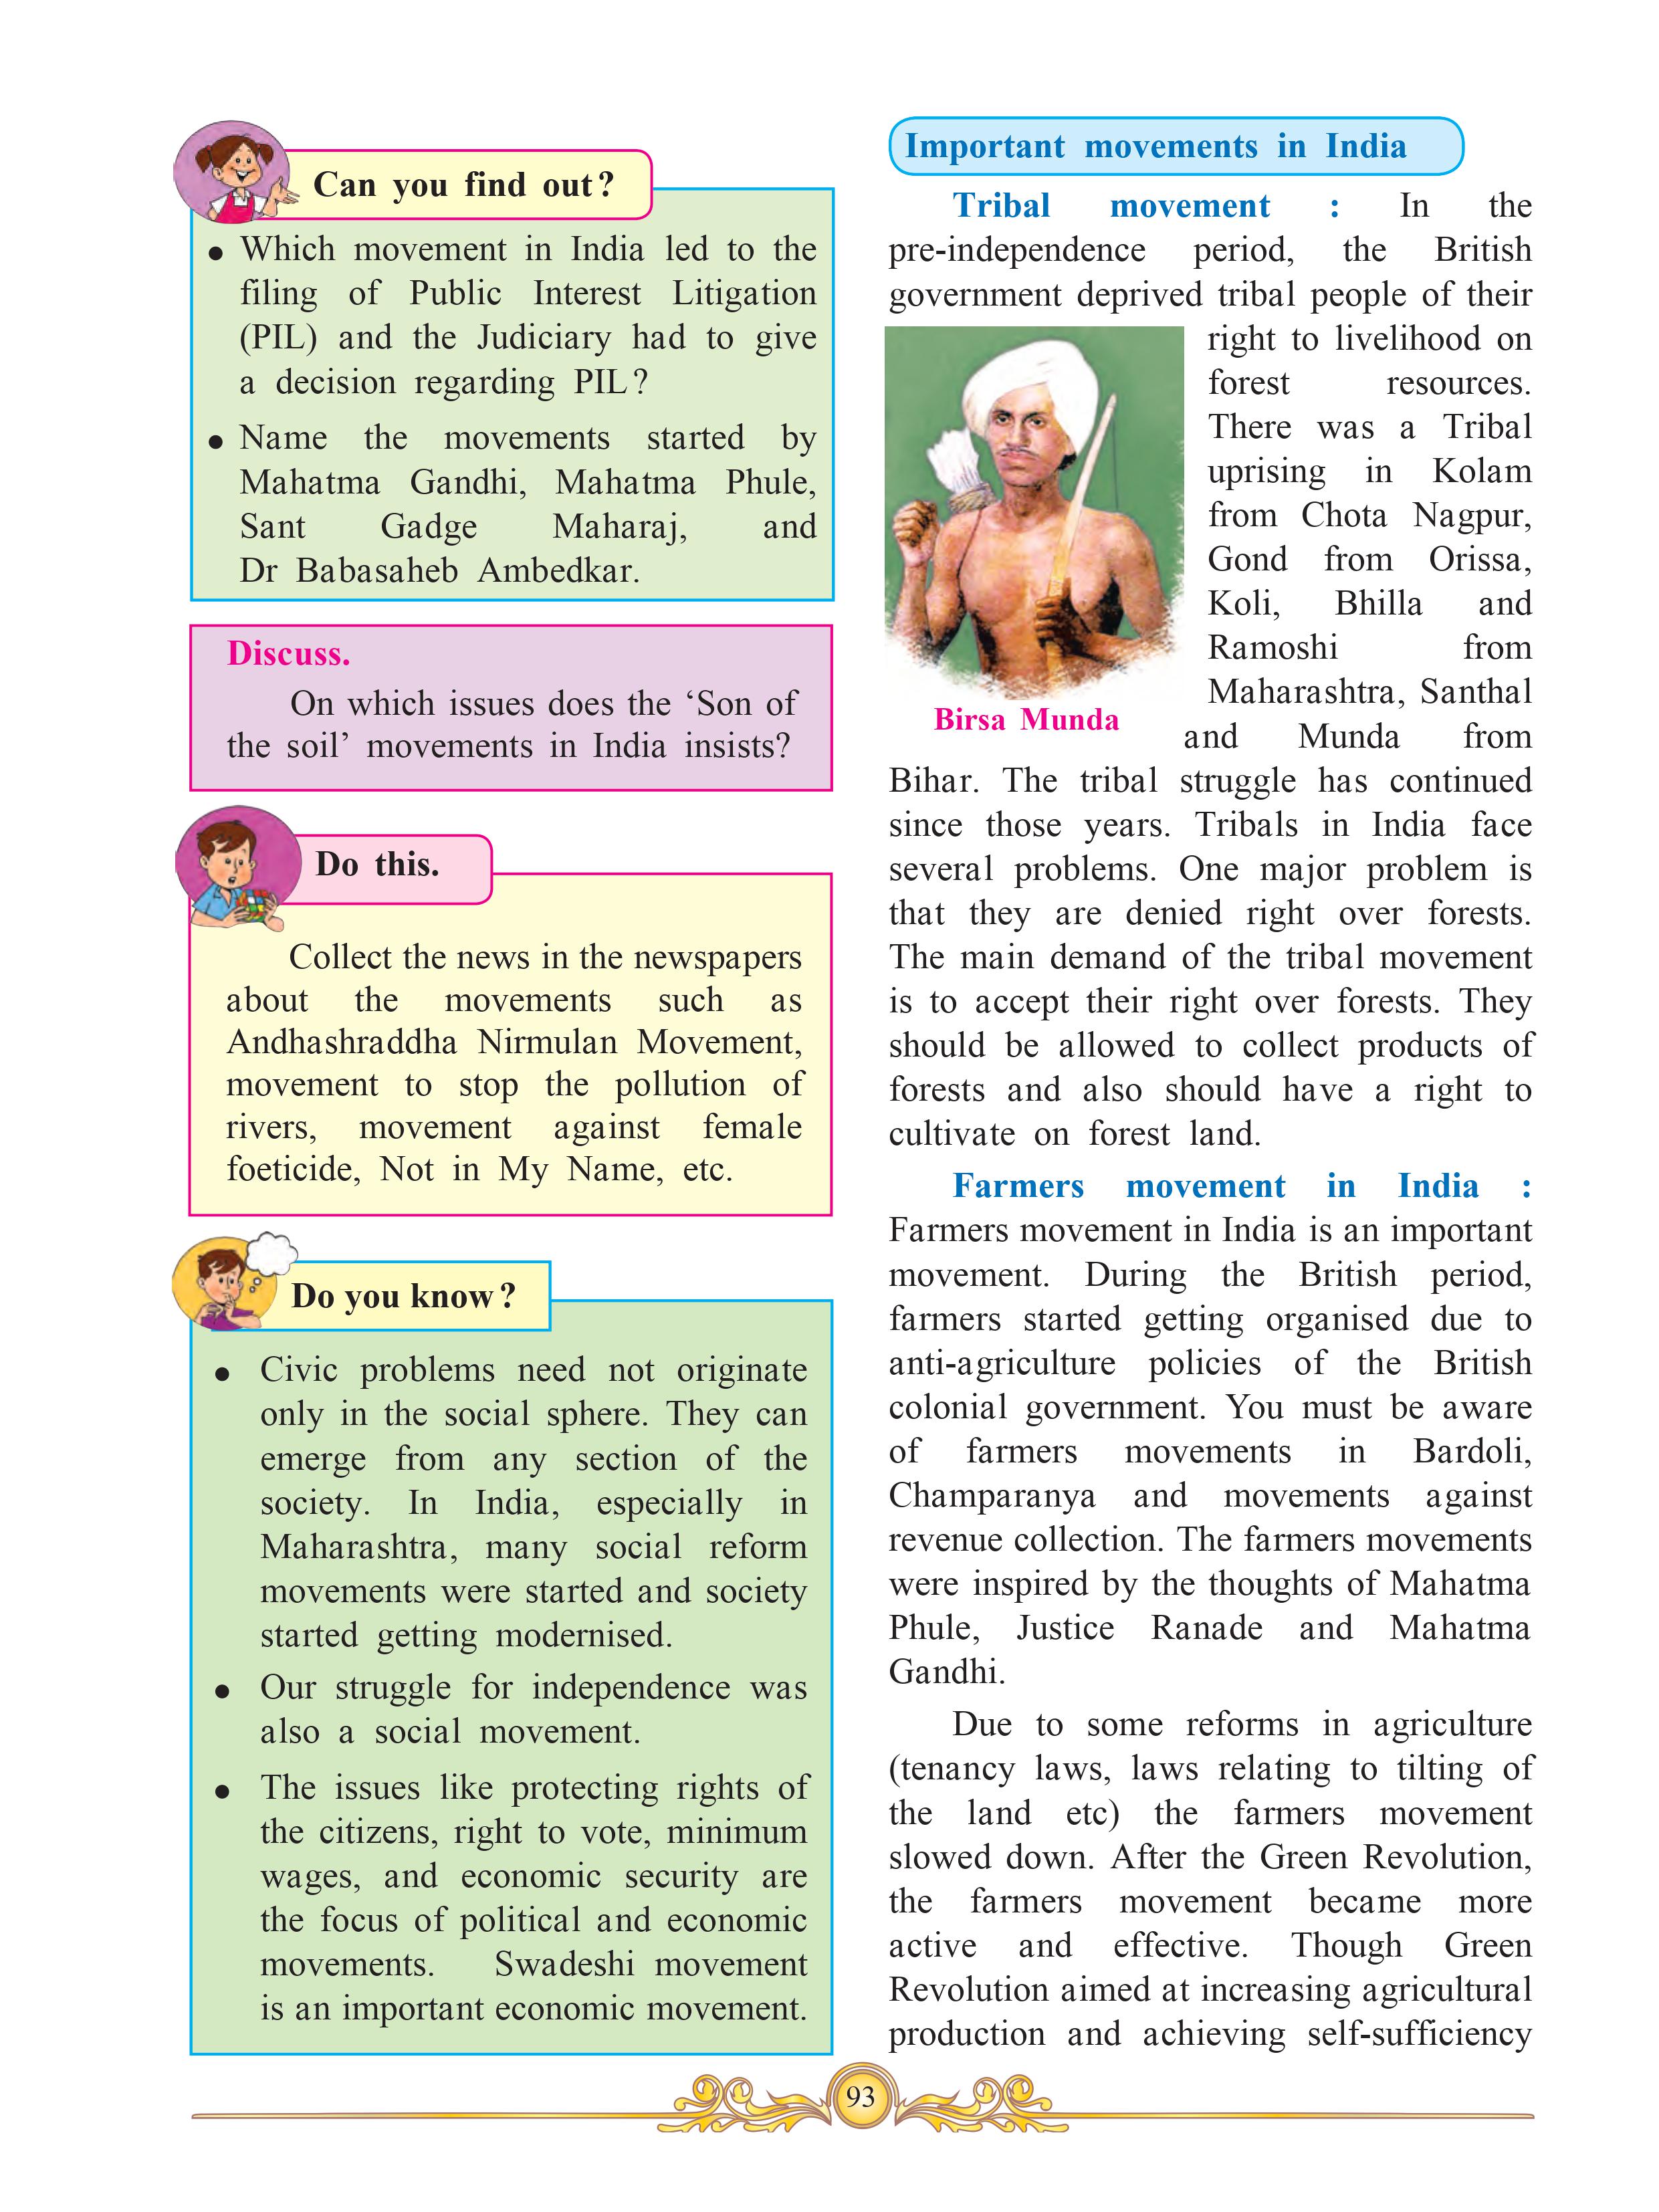 Can you find out?
● Which movement in India led to the
filing of Public Interest Litigation
(PIL) and the Judiciary had to give
a decision regarding PIL?
● Name the movements started by
Mahatma Gandhi, Mahatma Phule,
Sant Gadge Maharaj, and
Dr Babasaheb Ambedkar.
Discuss.
On which issues does the ‘Son of
the soil’ movements in India insists?
Do this.
Collect the news in the newspapers
about the movements such as
Andhashraddha Nirmulan Movement,
movement to stop the pollution of
rivers, movement against female
foeticide, Not in My Name, etc.
Do you know?
● Civic problems need not originate
only in the social sphere. They can
emerge from any section of the
society. In India, especially in
Maharashtra, many social reform
movements were started and society
started getting modernised.
● Our struggle for independence was
also a social movement.
● The issues like protecting rights of
the citizens, right to vote, minimum
wages, and economic security are
the focus of political and economic
movements. Swadeshi movement
is an important economic movement.
Important movements in India
Tribal movement : In the
pre-independence period, the British
government deprived tribal people of their
right to livelihood on
forest resources.
There was a Tribal
uprising in Kolam
from Chota Nagpur,
Gond from Orissa,
Koli, Bhilla and
Ramoshi from
Maharashtra, Santhal
Birsa Munda
and Munda from
Bihar. The tribal struggle has continued
since those years. Tribals in India face
several problems. One major problem is
that they are denied right over forests.
The main demand of the tribal movement
is to accept their right over forests. They
should be allowed to collect products of
forests and also should have a right to
cultivate on forest land.
Farmers movement in India :
Farmers movement in India is an important
movement. During the British period,
farmers started getting organised due to
anti-agriculture policies of the British
colonial government. You must be aware
of farmers movements in Bardoli,
Champaranya and movements against
revenue collection. The farmers movements
were inspired by the thoughts of Mahatma
Phule, Justice Ranade and Mahatma
Gandhi.
Due to some reforms in agriculture
(tenancy laws, laws relating to tilting of
the land etc) the farmers movement
slowed down. After the Green Revolution,
the farmers movement became more
active and effective. Though Green
Revolution aimed at increasing agricultural
production and achieving self-sufficiency
93